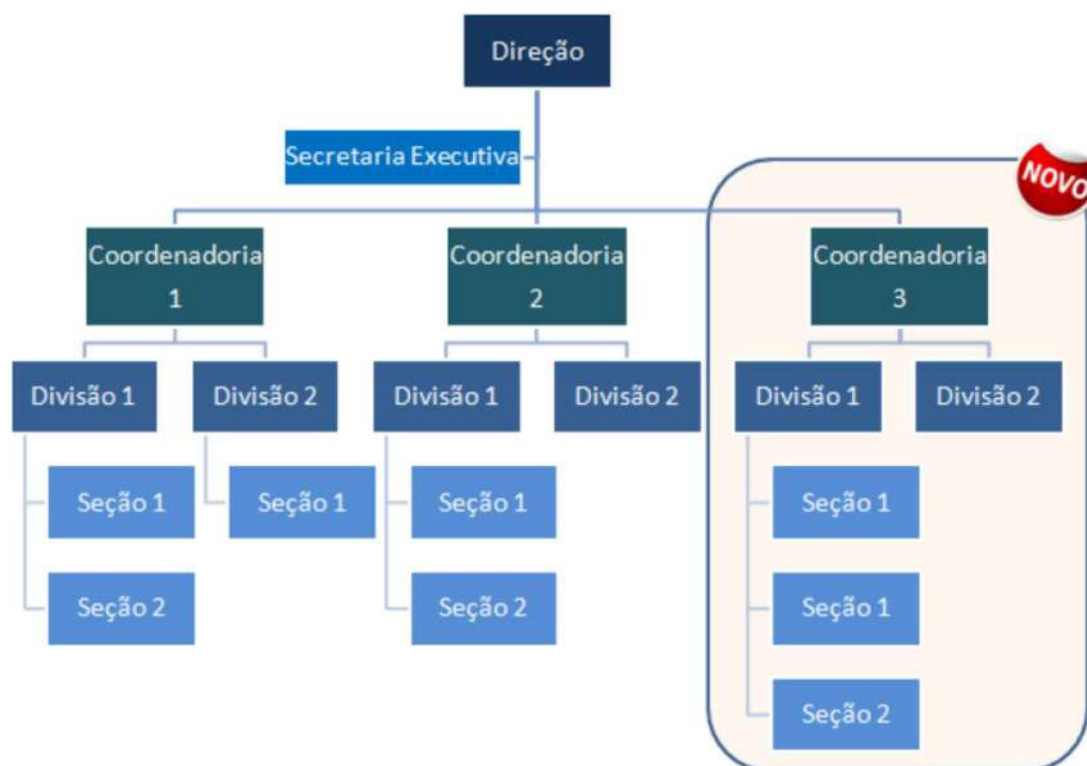 Direção
Secretaria Executiva
NOVO
Coordenadoria
1
Coordenadoria
2
Coordenadoria
3
Divisão 1
Divisão 2
Divisão 1
Divisão 2
Divisão 1
Divisão 2
Seção 1
Seção 1
Seção 1
Seção 1
Seção 2
Seção 2
Seção 1
Seção 2